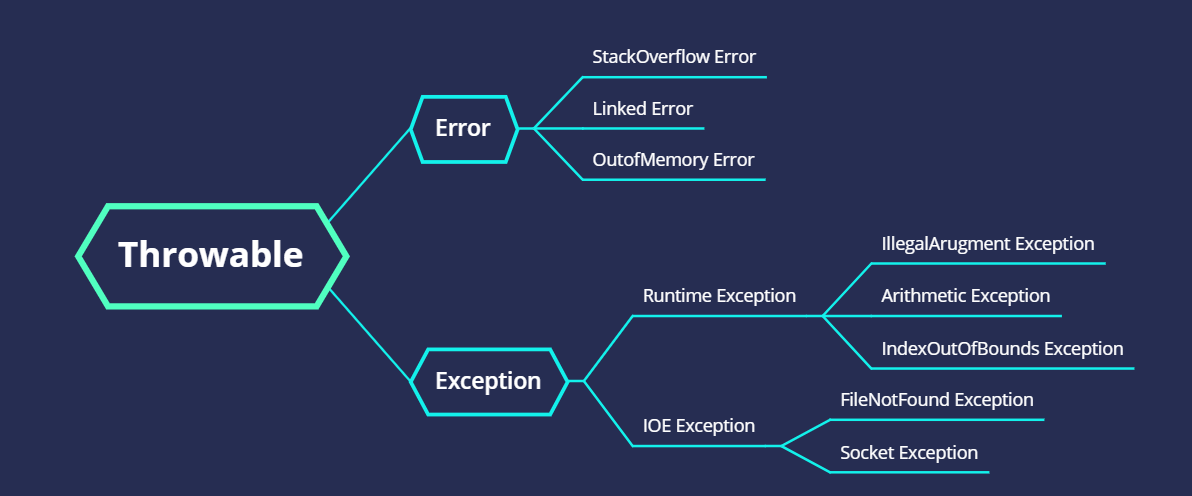 Throwable
Error
StackOverflow Error
Linked Error
OutofMemory Error
Exception
Runtime Exception
IllegalArugment Exception
Arithmetic Exception
IndexOutOfBounds Exception
IOE Exception
FileNotFound Exception
Socket Exception